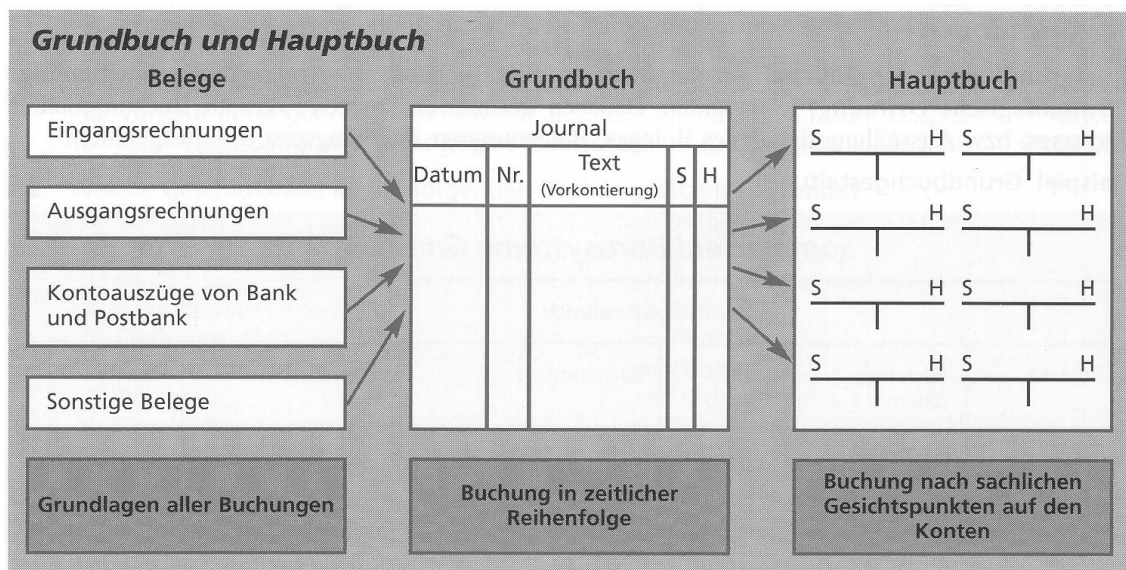 Grundbuch und Hauptbuch
Belege
Eingangsrechnungen
Ausgangsrechnungen
Kontoauszüge von Bank
und Postbank
Sonstige Belege
Grundlagen aller Buchungen
Grundbuch
Journal
Datum Nr. Text S H
(Vorkontierung)
Buchung in zeitlicher
Reihenfolge
Hauptbuch
S H S H
S H S H
S H S H
S H S H
Buchung nach sachlichen
Gesichtspunkten auf den
Konten